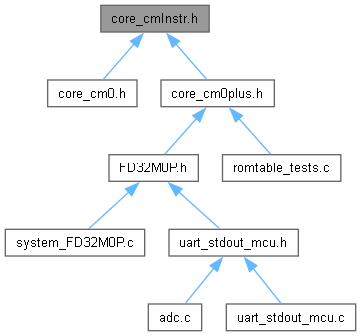 core_cmInstr.h
core_cm0.h
core_cm0plus.h
FD32M0P.h
romtable_tests.c
system_FD32M0P.c
uart_stdout_mcu.h
adc.c
uart_stdout_mcu.c